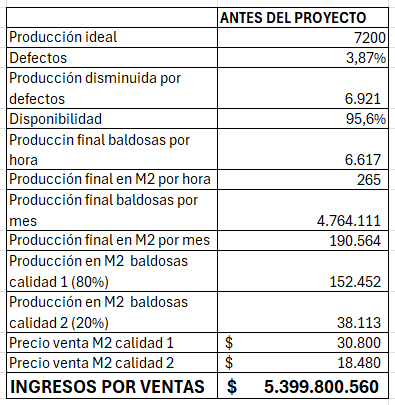 ANTES DEL PROYECTO
Producción ideal 7200
Defectos 3,87%
Producción disminuida por
defectos 6.921
Disponibilidad 95,6%
Produccin final baldosas por
hora 6.617
Producción final en M2 por hora 265
Producción final baldosas por
mes 4.764.111
Producción final en M2 por mes 190.564
Producción en M2 baldosas
calidad 1 (80%) 152.452
Producción en M2 baldosas
calidad 2 (20%) 38.113
Precio venta M2 calidad 1 $ 30.800
Precio venta M2 calidad 2 $ 18.480
INGRESOS POR VENTAS $ 5.399.800.560